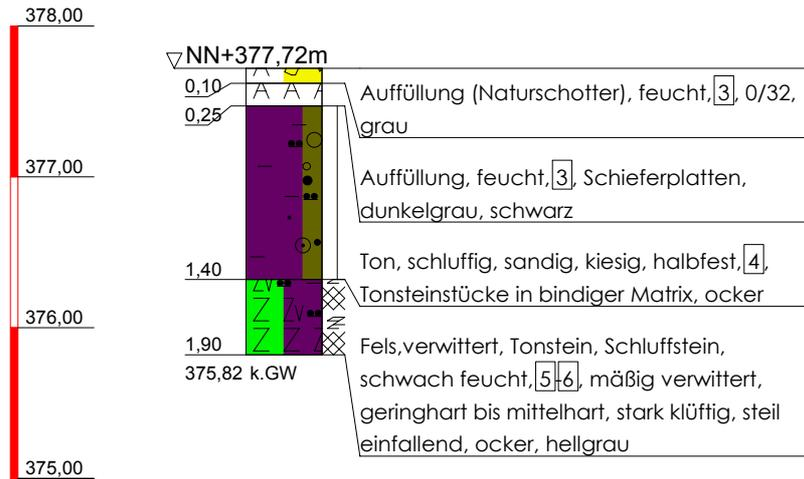 378,00
NN+377,72m
0,10
Auffüllung (Naturschotter), feucht, 3, 0/32,
grau
0,25
377,00
Auffüllung, feucht, 3, Schieferplatten,
dunkelgrau, schwarz
1,40
Ton, schluffig, sandig, kiesig, halbfest, 4,
Tonsteinstücke in bindiger Matrix, ocker
376,00
1,90
375,82 k.GW
Fels,verwittert, Tonstein, Schluffstein,
schwach feucht, 5-6, mäßig verwittert,
geringhart bis mittelhart, stark klüftig, steil
einfallend, ocker, hellgrau
375,00